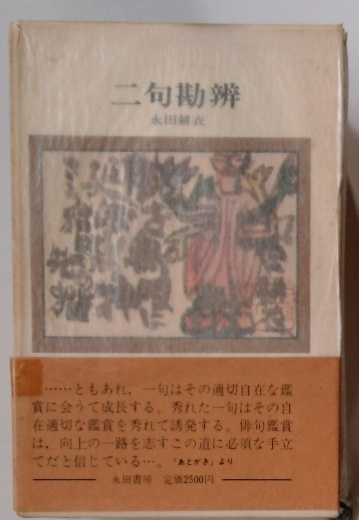 二句勘辨
永田耕衣
……ともあれ，一句はその適切自在な鑑
賞に会うて成長する。秀れた一句はその自
在適切な鑑賞を秀れて誘発する。俳句鑑賞
は，向上の一路を志すこの道に必須な手立
てだと信じている…。「あとがき」より
永田書房　定価2500円